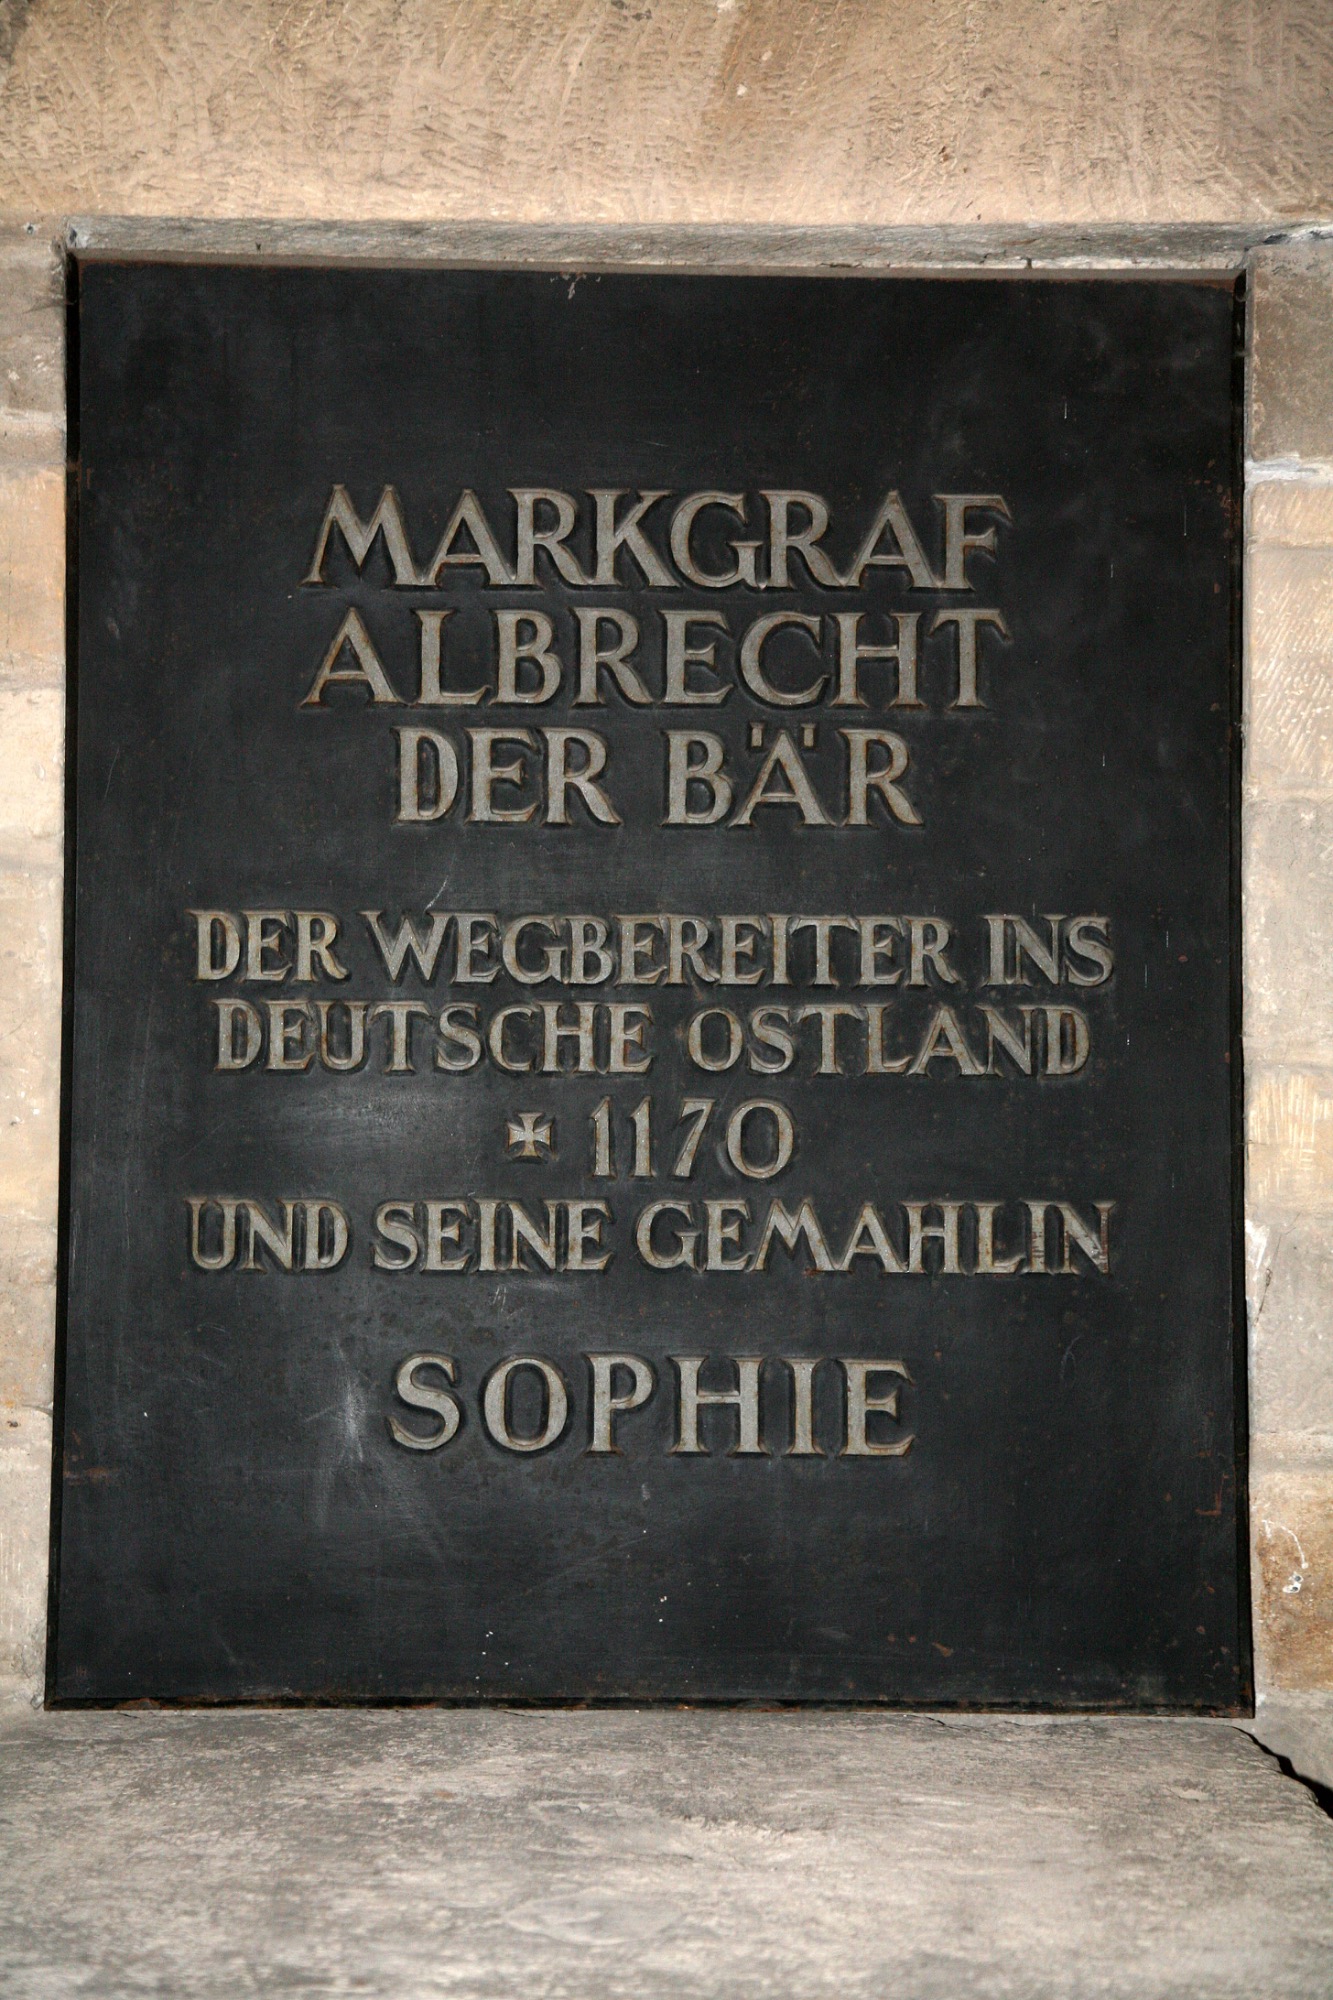 MARKGRAF
ALBRECHT
DER BÄR
DER WEGBEREITER INS
DEUTSCHE OSTLAND
✠ 1170
UND SEINE GEMAHLIN
SOPHIE